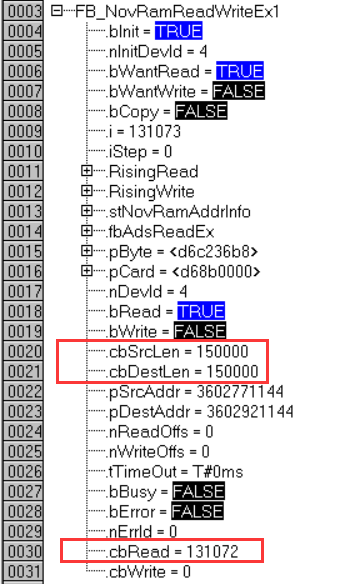 0003 FB_NovRamReadWriteEx1
0004 .bInit = TRUE
0005 .nInitDevId = 4
0006 .bWantRead = TRUE
0007 .bWantWrite = FALSE
0008 .bCopy = FALSE
0009 .i = 131073
0010 .iStep = 0
0011 .RisingRead
0012 .RisingWrite
0013 .stNovRamAddrInfo
0014 .fbAdsReadEx
0015 .pByte = <d6c236b8>
0016 .pCard = <d68b0000>
0017 .nDevId = 4
0018 .bRead = TRUE
0019 .bWrite = FALSE
0020 .cbSrcLen = 150000
0021 .cbDestLen = 150000
0022 .pSrcAddr = 3602771144
0023 .pDestAddr = 3602921144
0024 .nReadOffs = 0
0025 .nWriteOffs = 0
0026 .tTimeOut = T#0ms
0027 .bBusy = FALSE
0028 .bError = FALSE
0029 .nErrId = 0
0030 .cbRead = 131072
0031 .cbWrite = 0